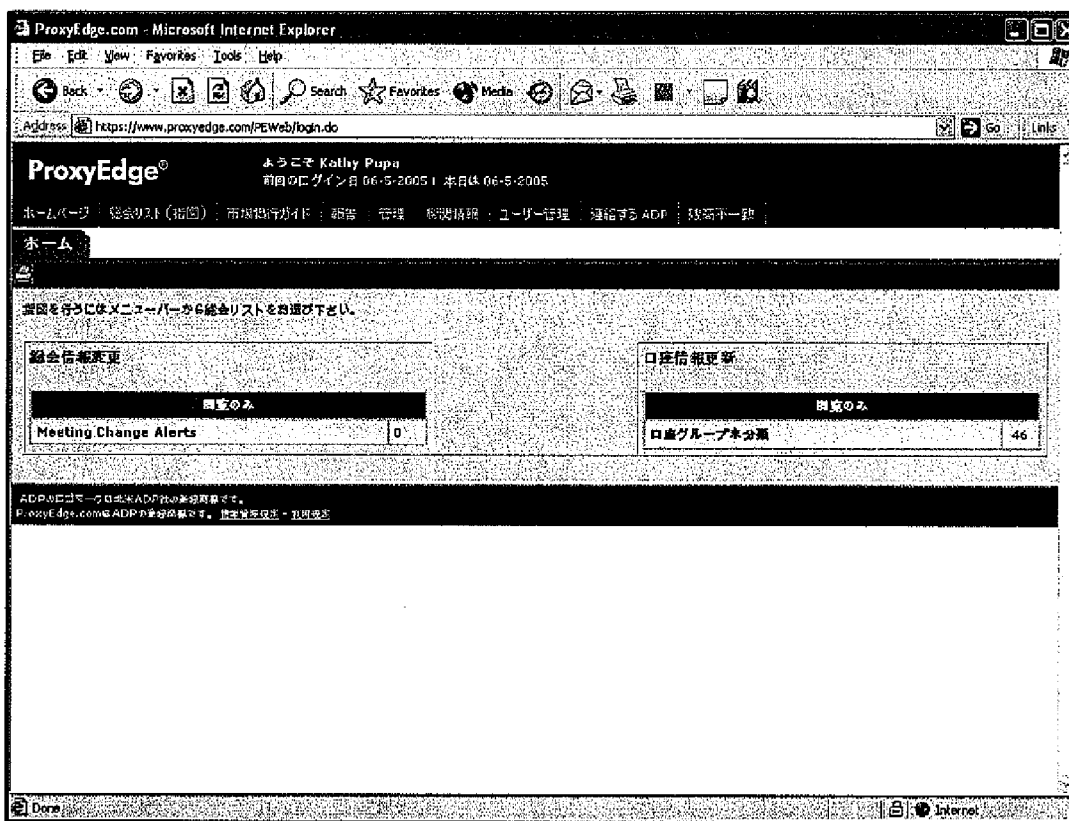 ProxyEdge.com - Microsoft Internet Explorer
File Edit View Favorites Tools Help
Back Search Favorites Media
Address https://www.proxyedge.com/PEWeb/login.do Go Links
ProxyEdge®
ようこそ Kathy Pupa
前回のログイン日 06-5-2005 | 本日は 06-5-2005
ホームページ 総会リスト(指図) 市場慣行ガイド 報告 管理 ユーザー管理 連絡する ADP 残高不一致
ホーム
指図を行うにはメニューバーから総会リストをお選び下さい。
総会情報変更
閲覧のみ
Meeting Change Alerts 0
口座情報更新
閲覧のみ
口座グループ未分類 46
ADPのロゴマークは北米ADP社の登録商標です。
ProxyEdge.comはADPの登録商標です。 - 利用規定
Done Internet